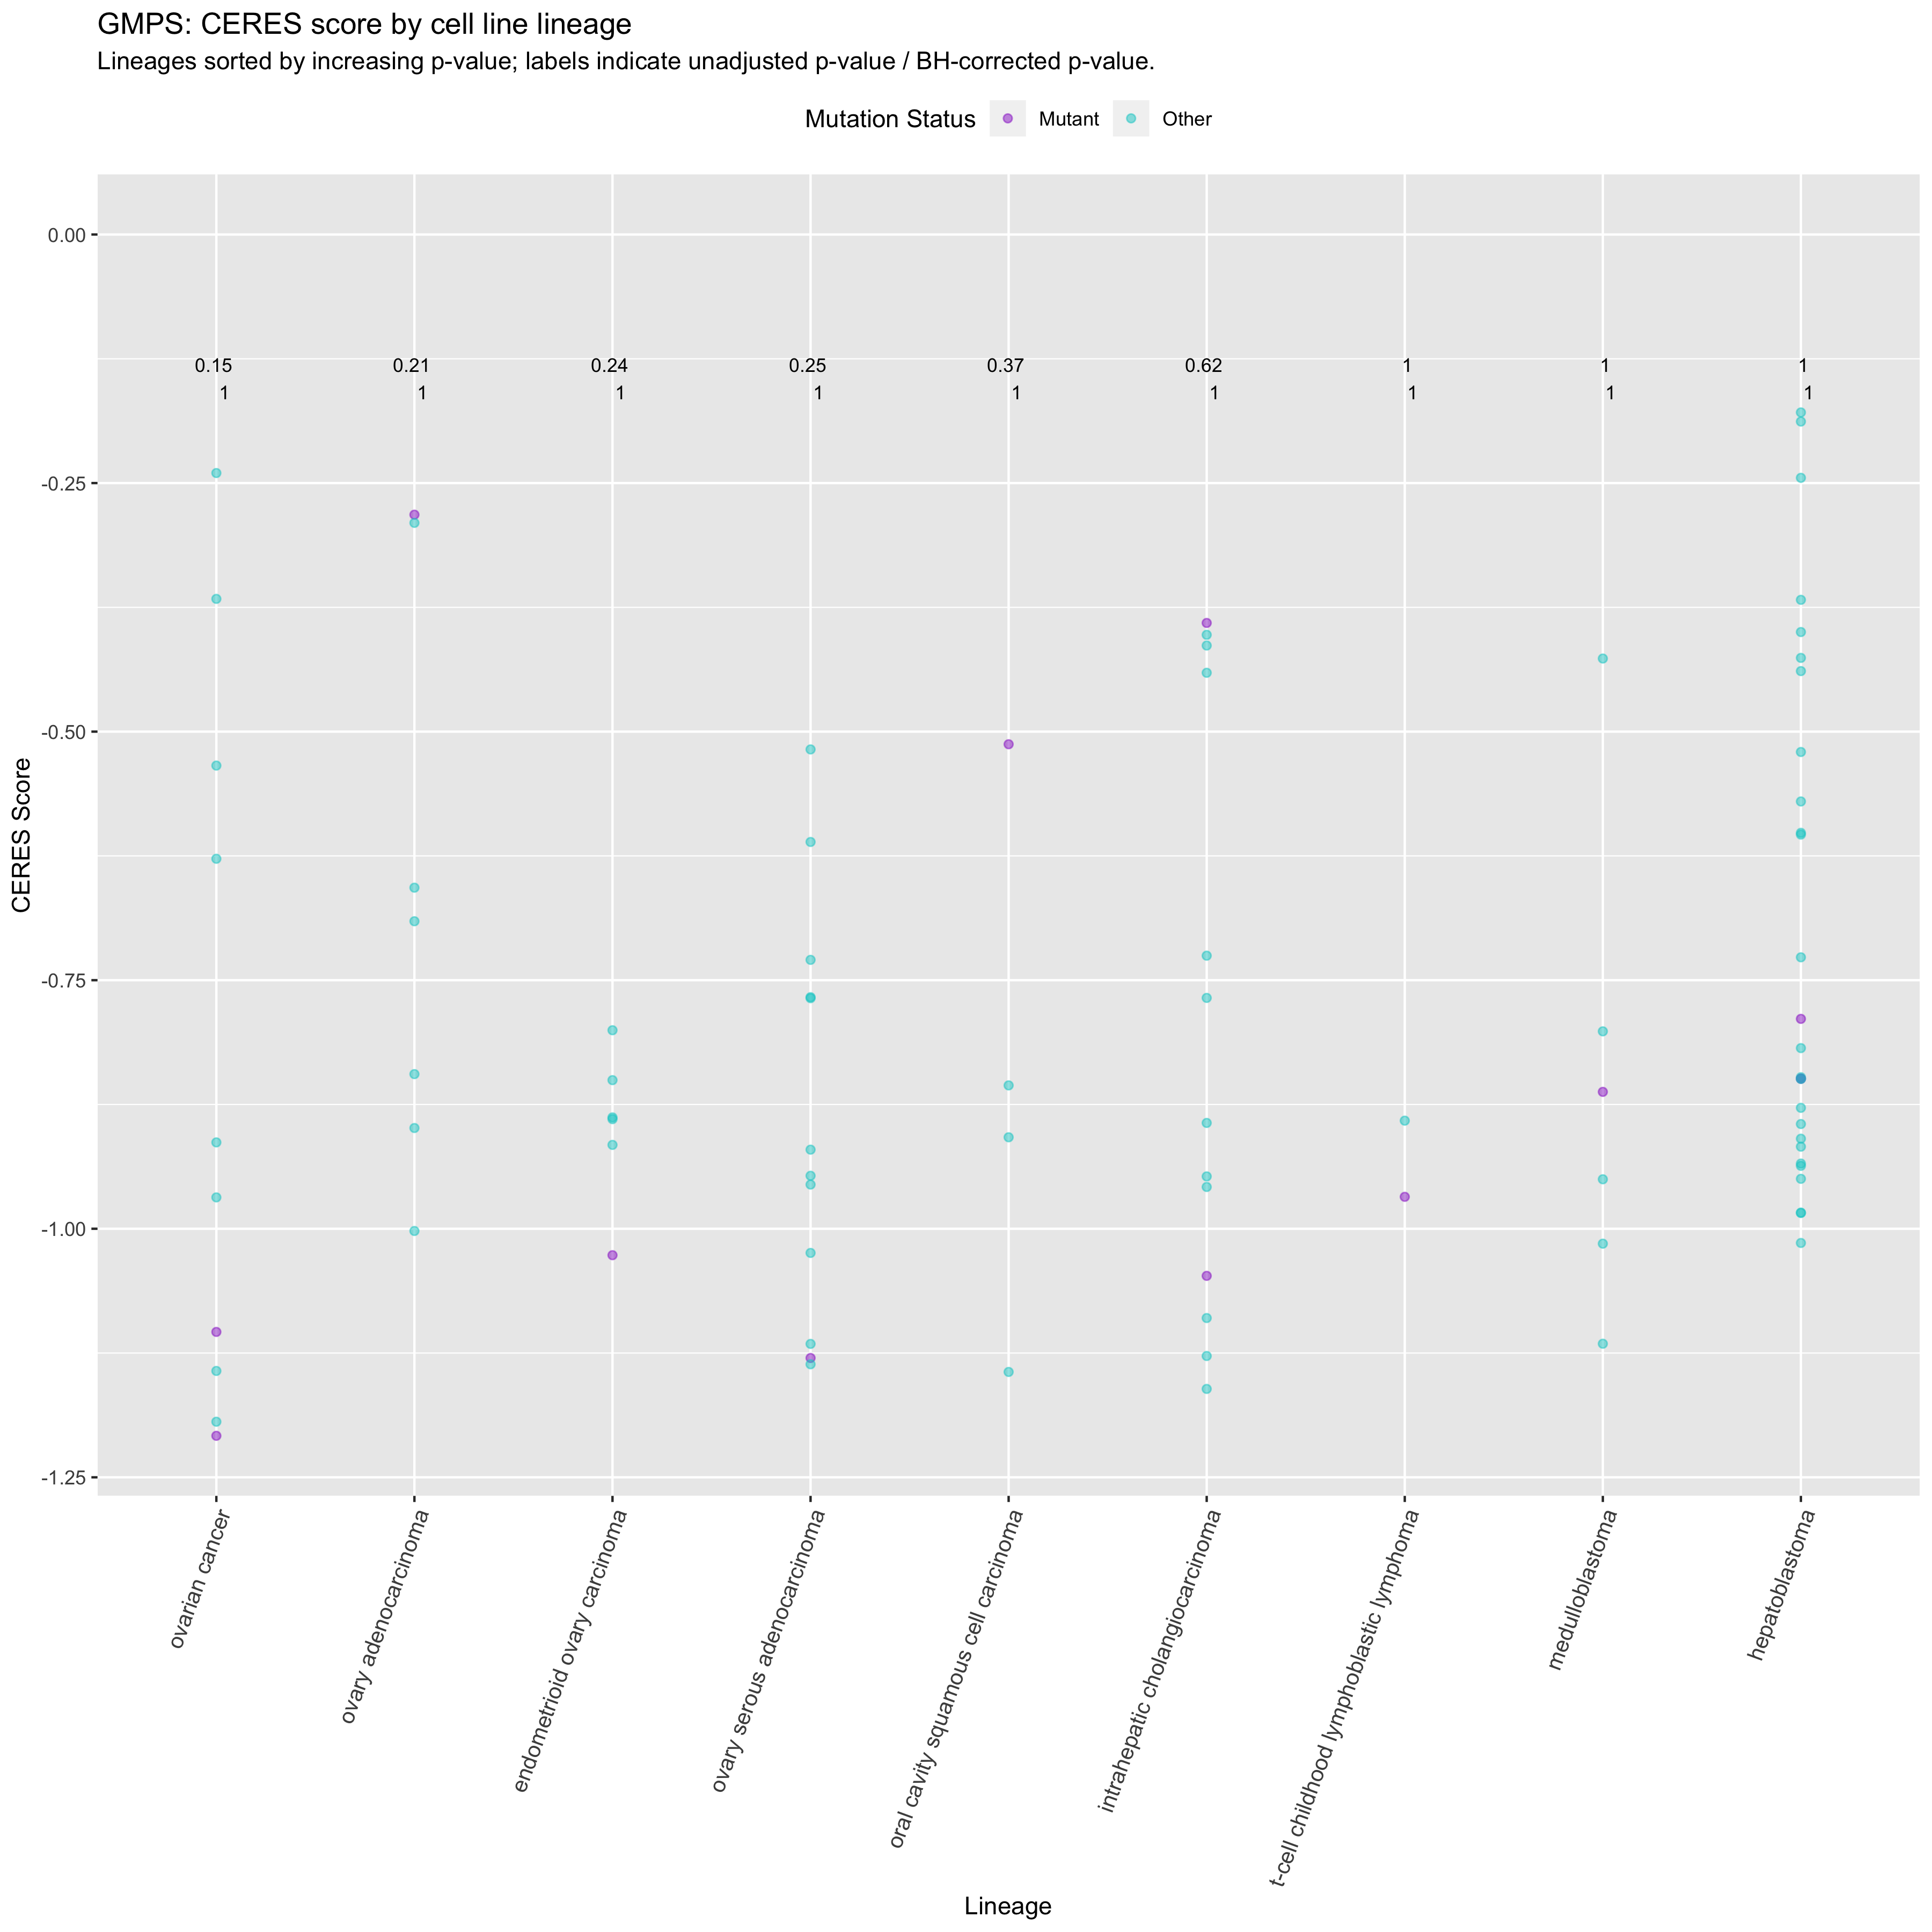 GMPS: CERES score by cell line lineage
Lineages sorted by increasing p-value; labels indicate unadjusted p-value / BH-corrected p-value.
Mutation Status Mutant Other
0.00
0.15 0.21 0.24 0.25 0.37 0.62 1 1 1
1 1 1 1 1 1 1 1 1
-0.25
-0.50
-0.75
-1.00
-1.25
CERES Score
ovarian cancer
ovary adenocarcinoma
endometrioid ovary carcinoma
ovary serous adenocarcinoma
oral cavity squamous cell carcinoma
intrahepatic cholangiocarcinoma
t-cell childhood lymphoblastic lymphoma
medulloblastoma
hepatoblastoma
Lineage